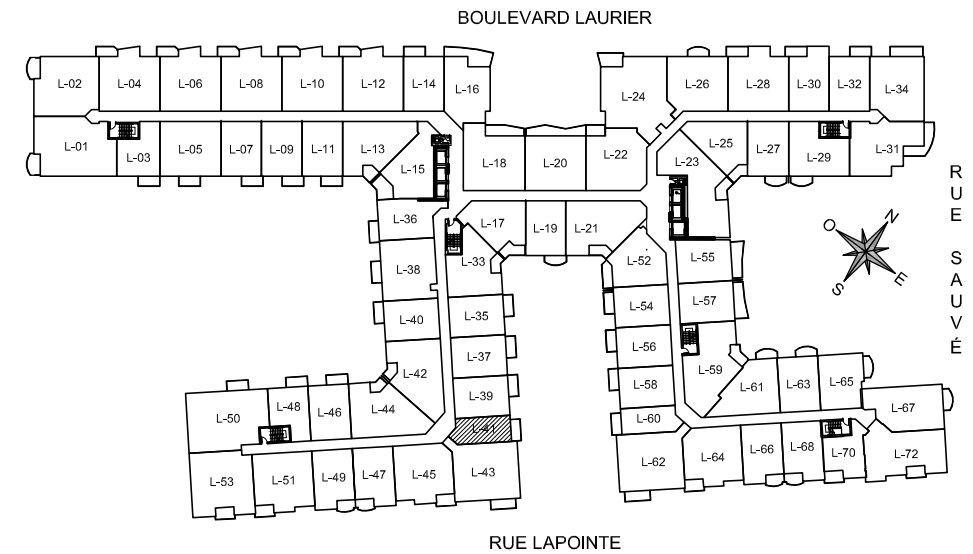 BOULEVARD LAURIER
L-02 L-04 L-06 L-08 L-10 L-12 L-14 L-16 L-24 L-26 L-28 L-30 L-32 L-34
L-01 L-03 L-05 L-07 L-09 L-11 L-13 L-15 L-18 L-20 L-22 L-23 L-25 L-27 L-29 L-31
L-36 L-17 L-19 L-21
L-38 L-33 L-52 L-55
L-40 L-35 L-54 L-57
L-42 L-37 L-56 L-59
L-50 L-48 L-46 L-44 L-39 L-58 L-61 L-63 L-65
L-41 L-60 L-67
L-53 L-51 L-49 L-47 L-45 L-43 L-62 L-64 L-66 L-68 L-70 L-72
RUE SAUVÉ
N
O
E
S
RUE LAPOINTE